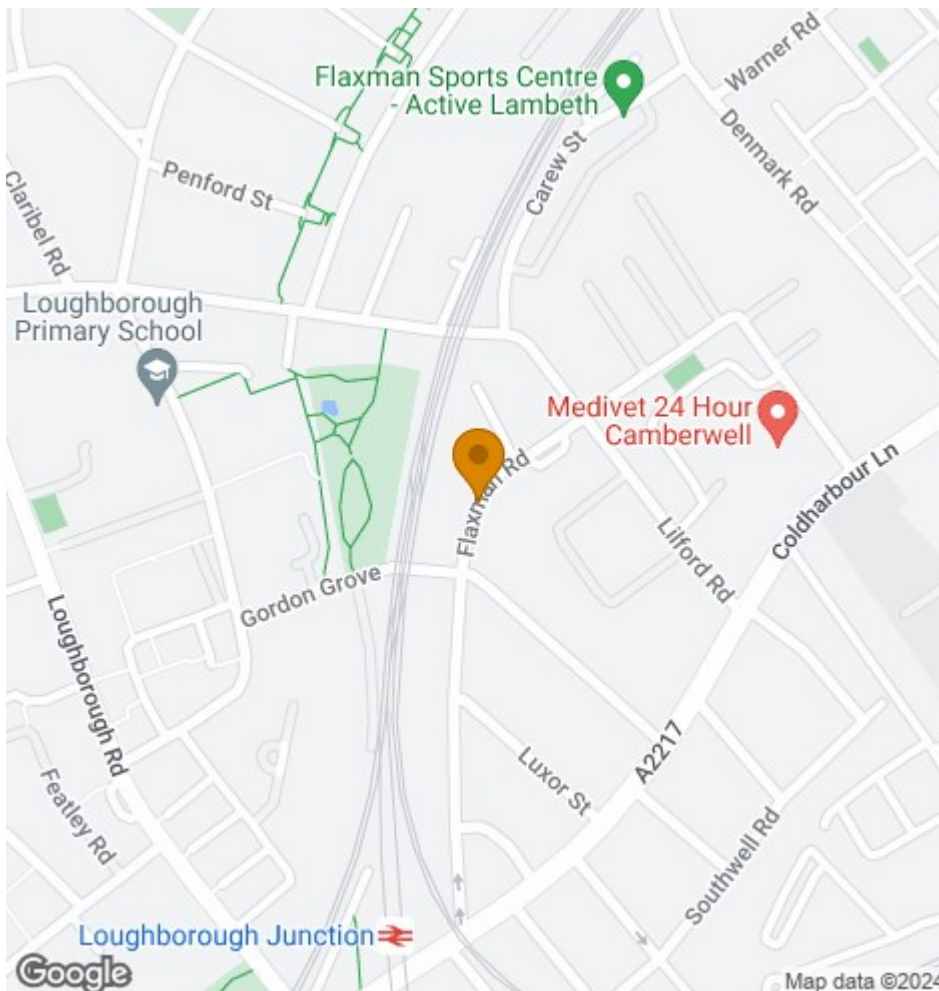 Warner Rd
Flaxman Sports Centre
- Active Lambeth
Denmark Rd
Carew St
Penford St
Claribel Rd
Loughborough
Primary School
Medivet 24 Hour
Camberwell
Flaxman Rd
Coldharbour Ln
Lilford Rd
Gordon Grove
Loughborough Rd
A2217
Luxor St
Featley Rd
Southwell Rd
Loughborough Junction
Google
Map data ©2024